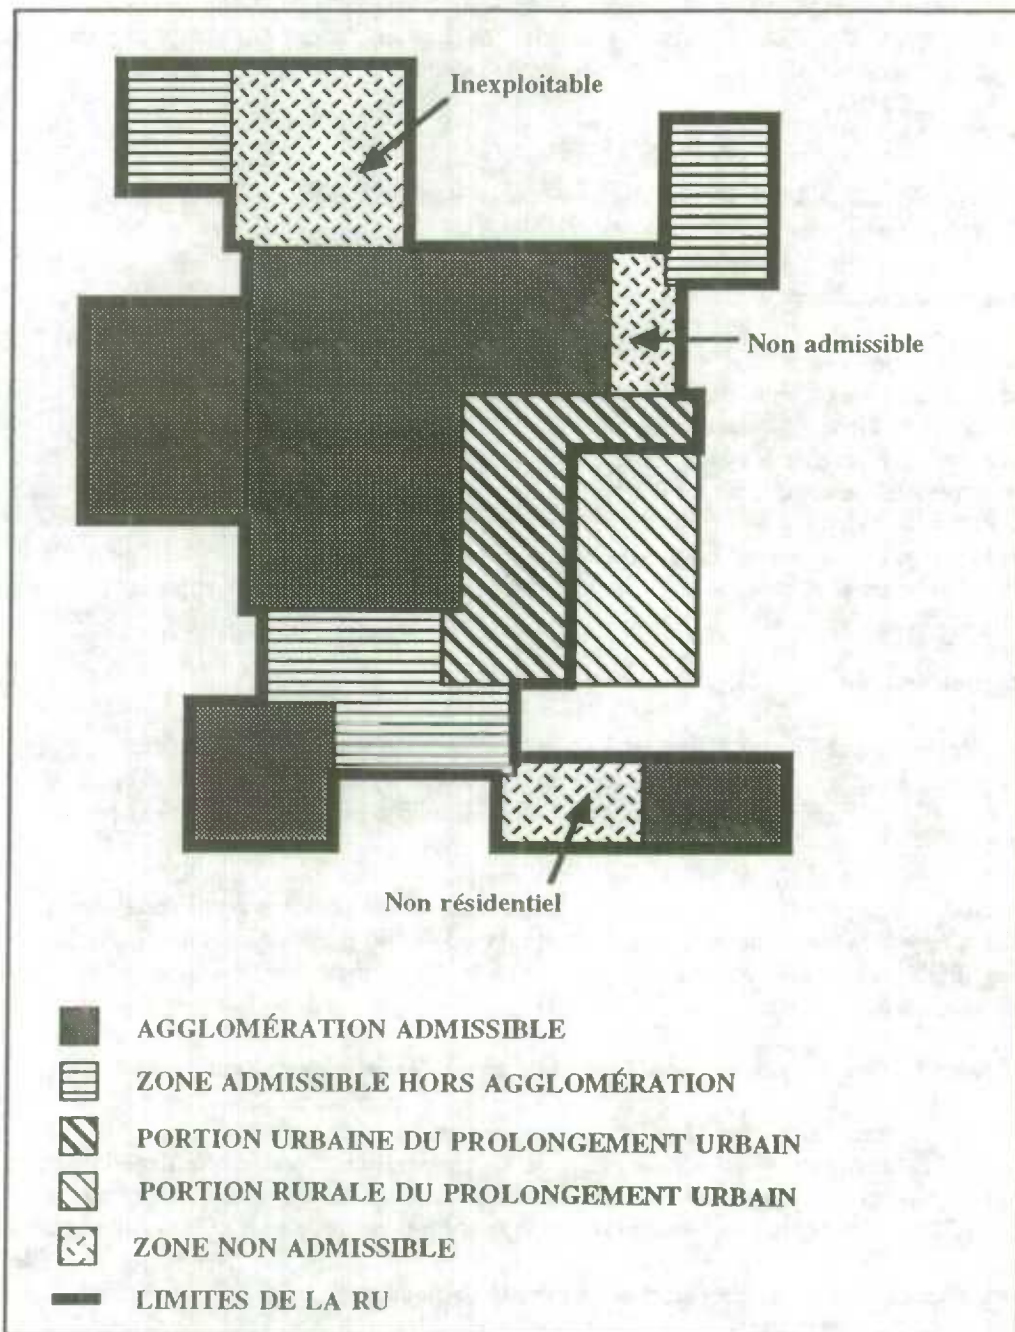 Inexploitable
Non admissible
Non résidentiel
AGGLOMÉRATION ADMISSIBLE
ZONE ADMISSIBLE HORS AGGLOMÉRATION
PORTION URBAINE DU PROLONGEMENT URBAIN
PORTION RURALE DU PROLONGEMENT URBAIN
ZONE NON ADMISSIBLE
LIMITES DE LA RU